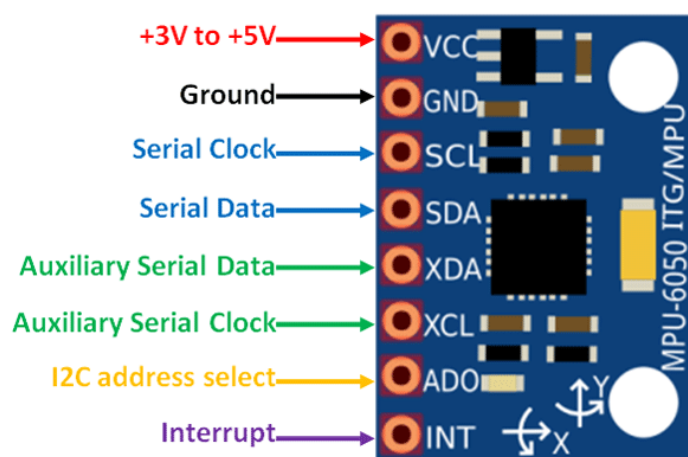 +3V to +5V VCC
Ground GND
Serial Clock SCL
Serial Data SDA
Auxiliary Serial Data XDA
Auxiliary Serial Clock XCL
I2C address select ADO
Interrupt INT
X
Y
MPU-6050 ITG/MPU